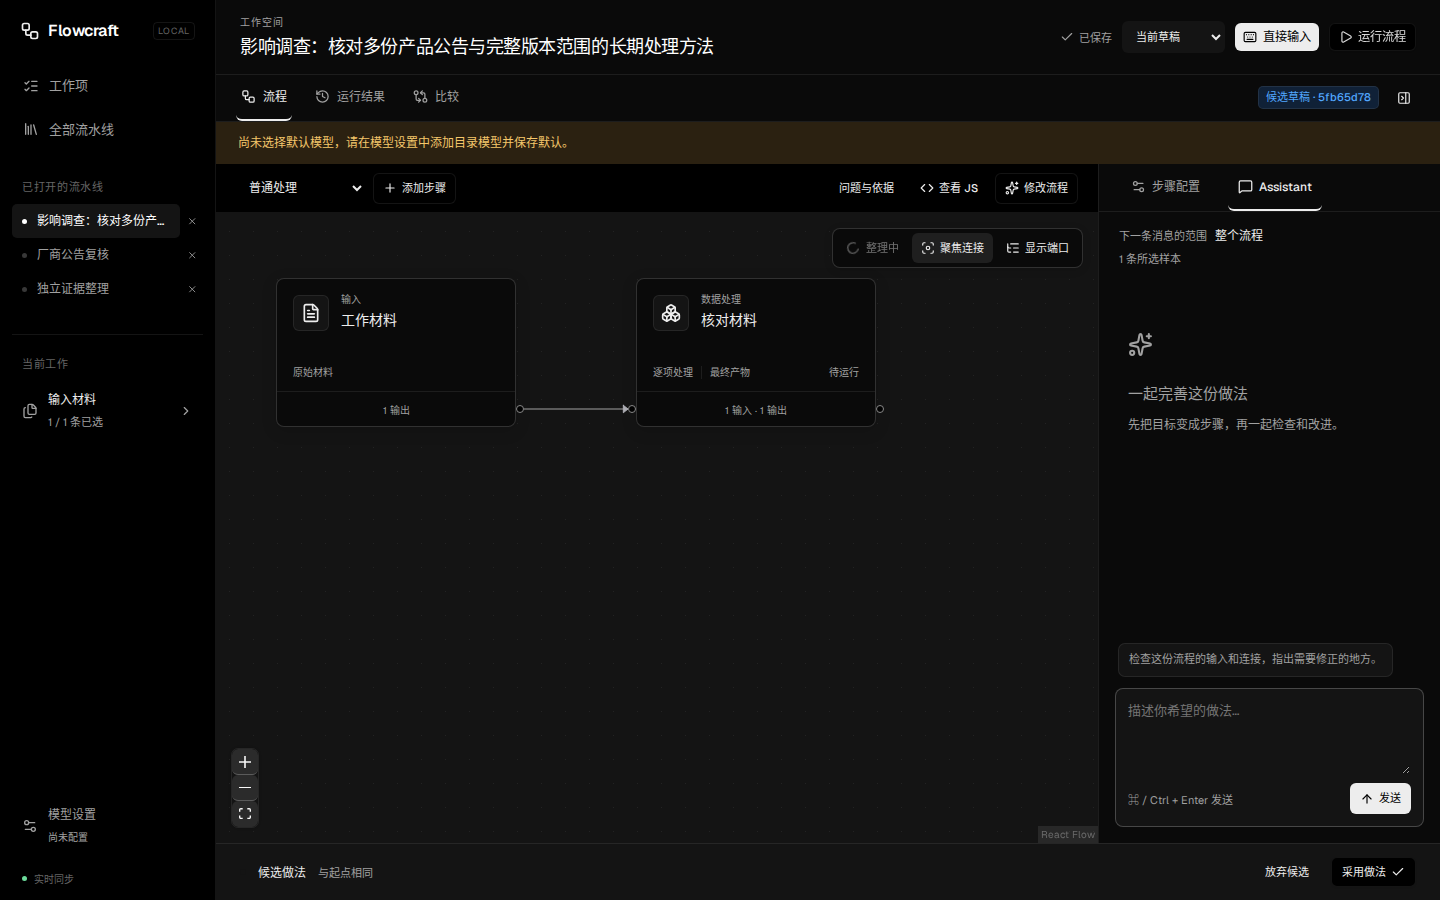 Flowcraft
LOCAL
工作项
全部流水线
已打开的流水线
影响调查：核对多份产...
厂商公告复核
独立证据整理
当前工作
输入材料
1 / 1 条已选
模型设置
尚未配置
实时同步
工作空间
影响调查：核对多份产品公告与完整版本范围的长期处理方法
已保存
当前草稿
直接输入
运行流程
流程
运行结果
比较
候选草稿 · 5fb65d78
尚未选择默认模型，请在模型设置中添加目录模型并保存默认。
普通处理
添加步骤
问题与依据
查看 JS
修改流程
整理中
聚焦连接
显示端口
输入
工作材料
原始材料
1 输出
数据处理
核对材料
逐项处理
最终产物
待运行
1 输入 · 1 输出
React Flow
步骤配置
Assistant
下一条消息的范围 整个流程
1 条所选样本
一起完善这份做法
先把目标变成步骤，再一起检查和改进。
检查这份流程的输入和连接，指出需要修正的地方。
描述你希望的做法...
⌘ / Ctrl + Enter 发送
发送
候选做法
与起点相同
放弃候选
采用做法